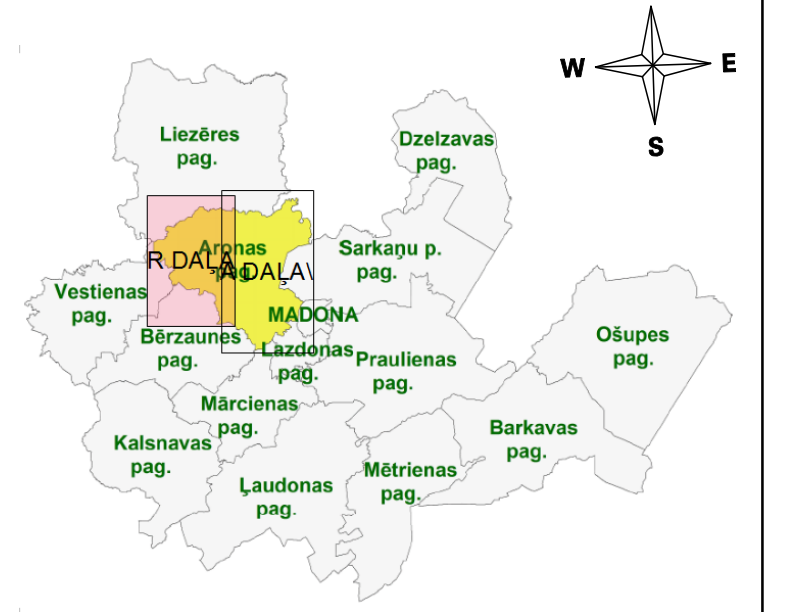 W
E
S
Liezēres
pag.
Dzelzavas
pag.
Aronas
pag.
R DAĻA
A DAĻA\
Sarkaņu p.
pag.
Vestienas
pag.
MADONA
Bērzaunes
pag.
Lazdonas
pag.
Praulienas
pag.
Ošupes
pag.
Mārcienas
pag.
Kalsnavas
pag.
Barkavas
pag.
Ļaudonas
pag.
Mētrienas
pag.